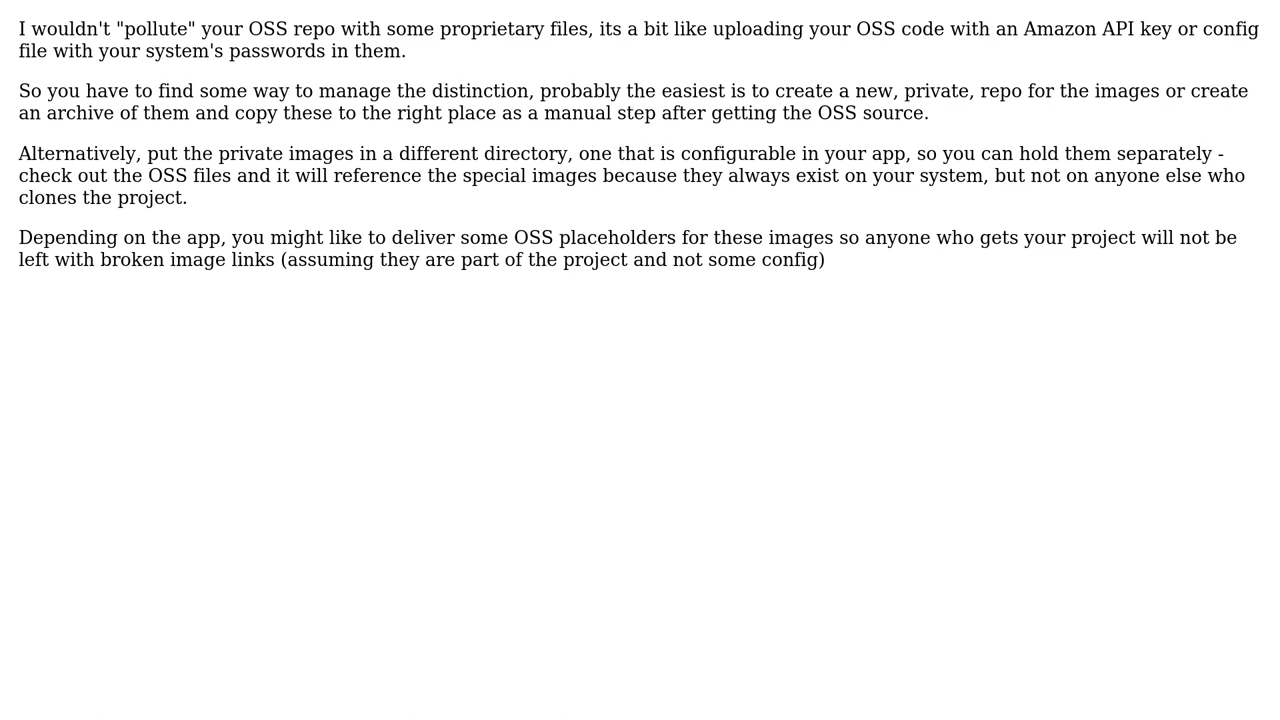 I wouldn't "pollute" your OSS repo with some proprietary files, its a bit like uploading your OSS code with an Amazon API key or config
file with your system's passwords in them.
So you have to find some way to manage the distinction, probably the easiest is to create a new, private, repo for the images or create
an archive of them and copy these to the right place as a manual step after getting the OSS source.
Alternatively, put the private images in a different directory, one that is configurable in your app, so you can hold them separately -
check out the OSS files and it will reference the special images because they always exist on your system, but not on anyone else who
clones the project.
Depending on the app, you might like to deliver some OSS placeholders for these images so anyone who gets your project will not be
left with broken image links (assuming they are part of the project and not some config)